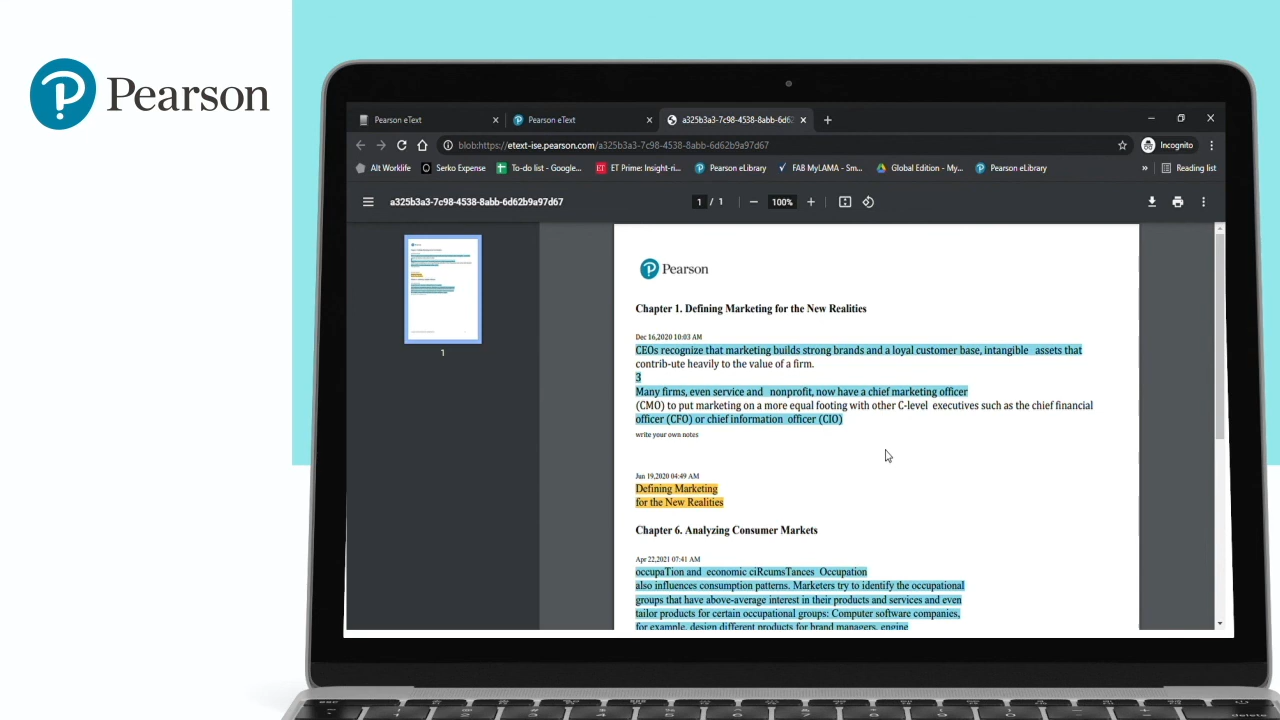 Pearson
Pearson eText
Pearson eText
a325b3a3-7c98-4538-8abb-6d62
blob:https://etext-ise.pearson.com/a325b3a3-7c98-4538-8abb-6d62b9a97d67
Incognito
Alt Worklife
Serko Expense
To-do list - Google...
ET Prime: Insight-ri...
Pearson eLibrary
FAB MyLAMA - Sm...
Global Edition - My...
Pearson eLibrary
»
Reading list
a325b3a3-7c98-4538-8abb-6d62b9a97d67
1 / 1
100%
1
Pearson
Chapter 1. Defining Marketing for the New Realities
Dec 16,2020 10:03 AM
CEOs recognize that marketing builds strong brands and a loyal customer base, intangible assets that
contrib-ute heavily to the value of a firm.
3
Many firms, even service and nonprofit, now have a chief marketing officer
(CMO) to put marketing on a more equal footing with other C-level executives such as the chief financial
officer (CFO) or chief information officer (CIO)
write your own notes
Jun 19,2020 04:49 AM
Defining Marketing
for the New Realities
Chapter 6. Analyzing Consumer Markets
Apr 22,2021 07:41 AM
occupaTion and economic ciRcumsTances Occupation
also influences consumption patterns. Marketers try to identify the occupational
groups that have above-average interest in their products and services and even
tailor products for certain occupational groups: Computer software companies,
for example, design different products for brand managers, engine